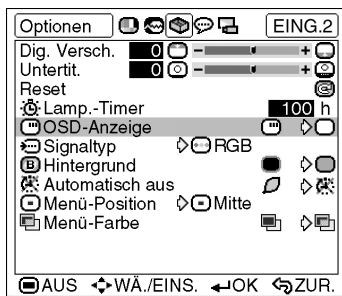 Optionen EING.2
Dig. Versch. 0 - +
Untertit. 0 - +
Reset
Lamp.-Timer 100 h
OSD-Anzeige
Signaltyp RGB
B Hintergrund
Automatisch aus
Menü-Position Mitte
Menü-Farbe
AUS WÄ./EINS. OK ZUR.